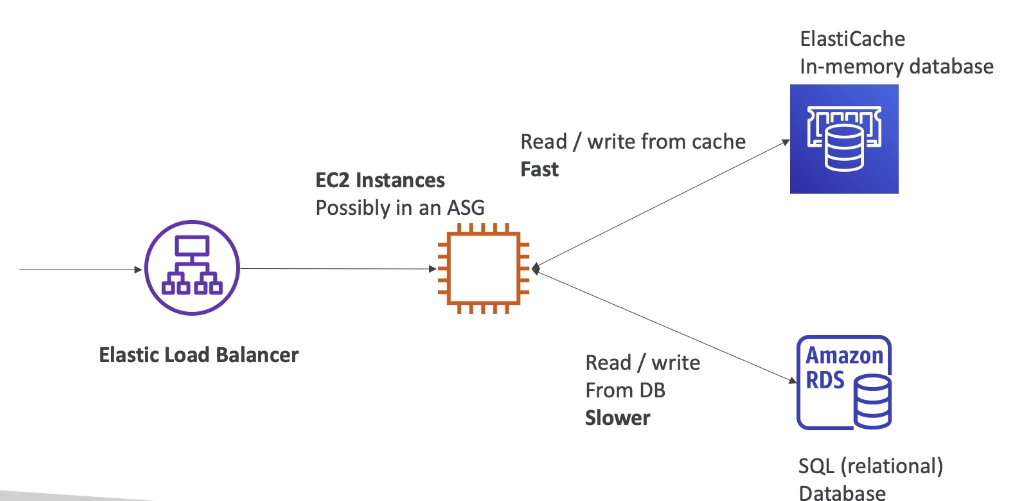 ElastiCache
In-memory database
Read / write from cache
Fast
EC2 Instances
Possibly in an ASG
Elastic Load Balancer
Read / write
From DB
Slower
Amazon
RDS
SQL (relational)
Database